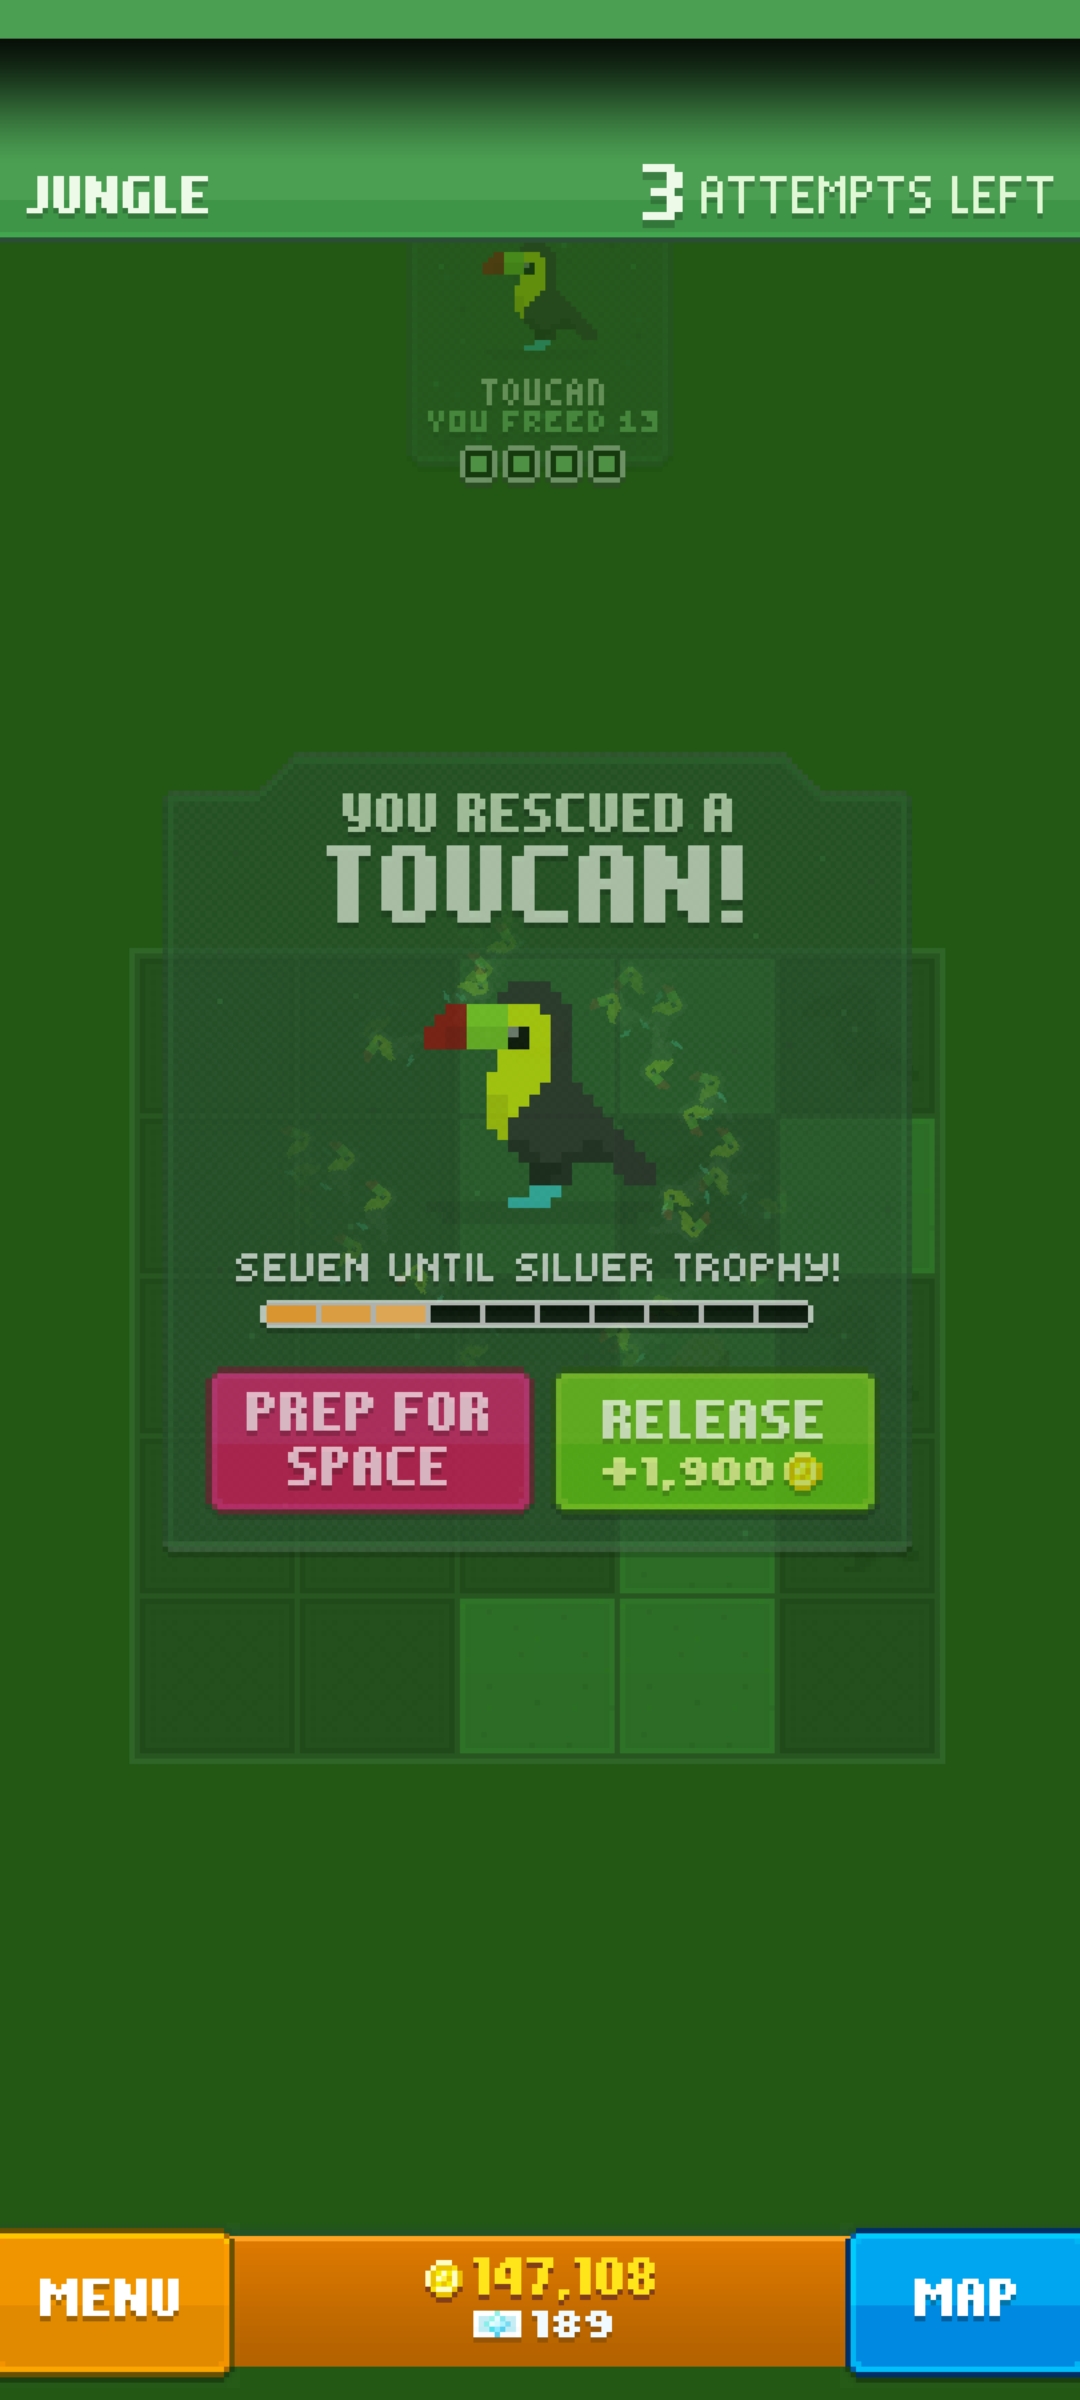 JUNGLE
3 ATTEMPTS LEFT
TOUCAN
YOU FREED 13
YOU RESCUED A
TOUCAN!
SEVEN UNTIL SILVER TROPHY!
PREP FOR
SPACE
RELEASE
+1,900
MENU
147,108
189
MAP